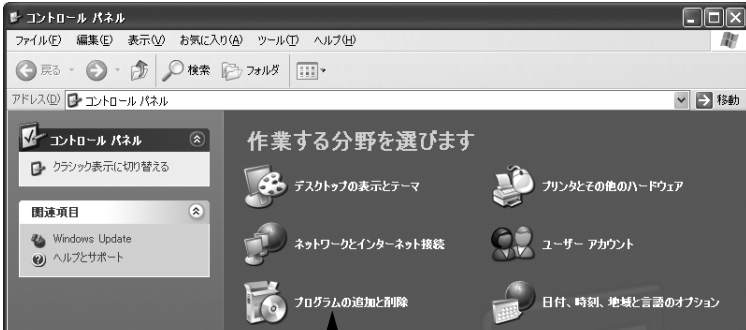 コントロール パネル
ファイル(F) 編集(E) 表示(V) お気に入り(A) ツール(T) ヘルプ(H)
戻る 検索 フォルダ
アドレス(D) コントロール パネル 移動
コントロール パネル
クラシック表示に切り替える
関連項目
Windows Update
ヘルプとサポート
作業する分野を選びます
デスクトップの表示とテーマ
プリンタとその他のハードウェア
ネットワークとインターネット接続
ユーザー アカウント
プログラムの追加と削除
日付、時刻、地域と言語のオプション